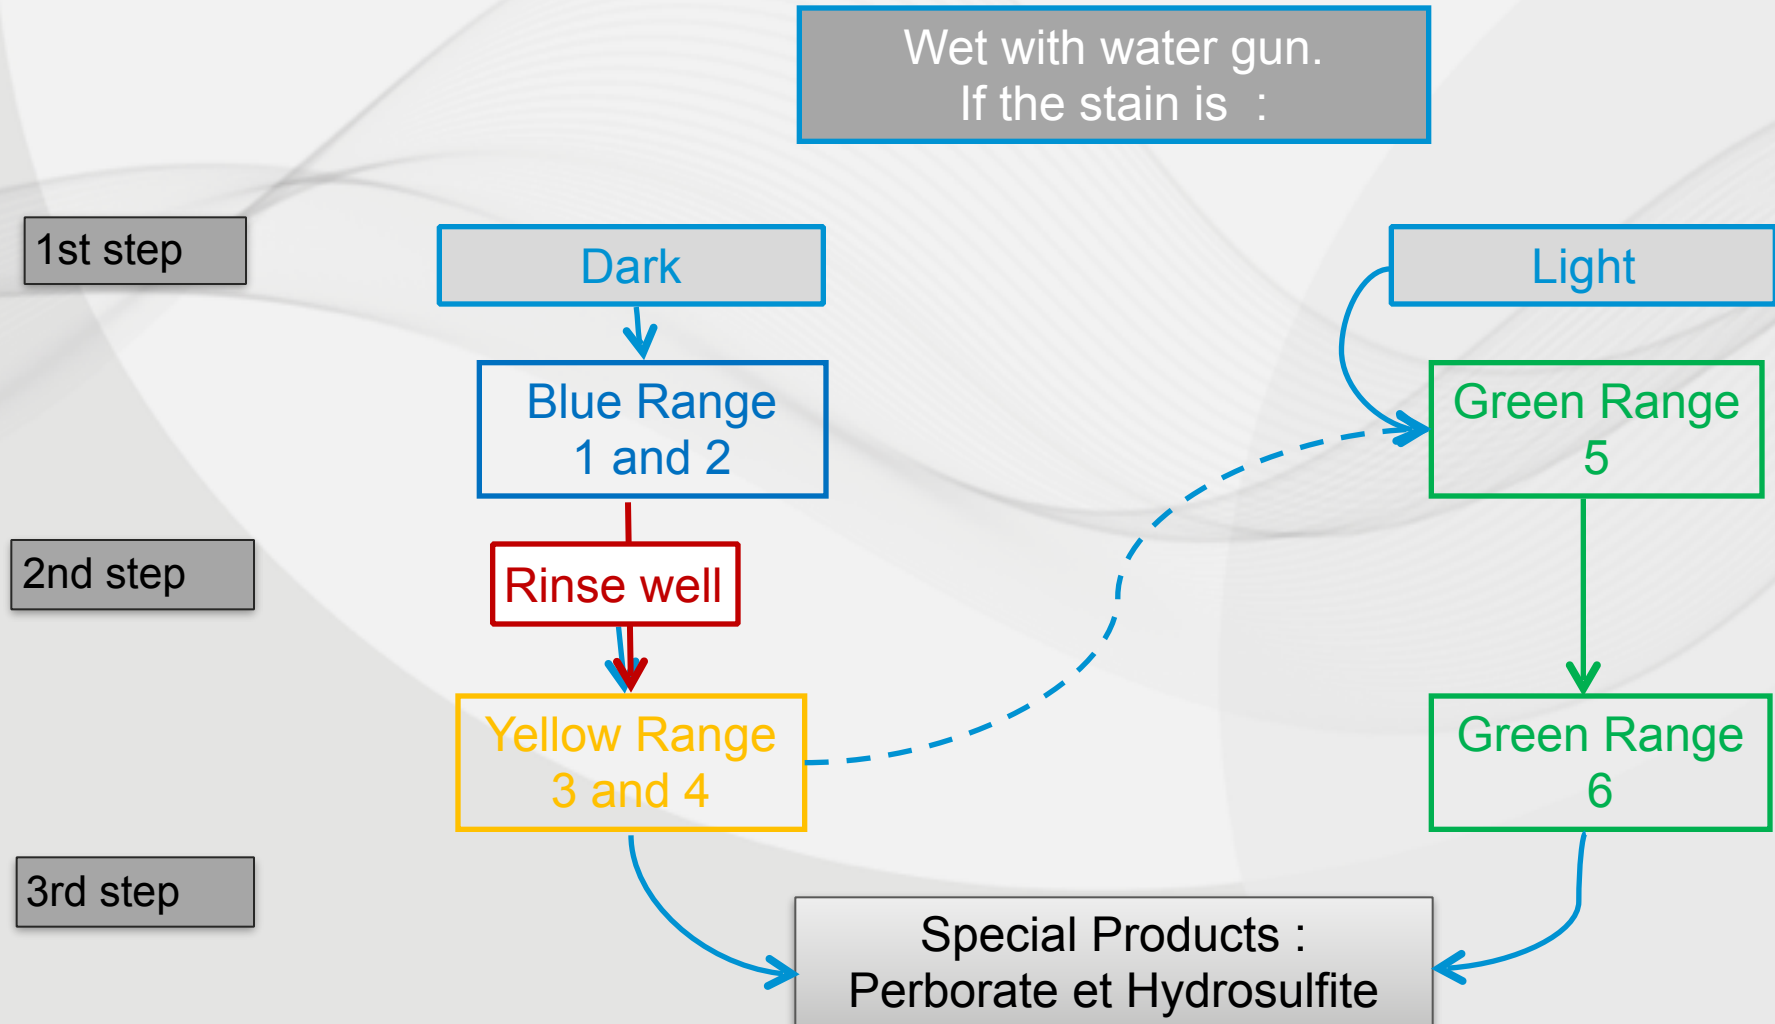 Wet with water gun.
If the stain is :
1st step
Dark
Light
Blue Range
1 and 2
Green Range
5
2nd step
Rinse well
Yellow Range
3 and 4
Green Range
6
3rd step
Special Products :
Perborate et Hydrosulfite